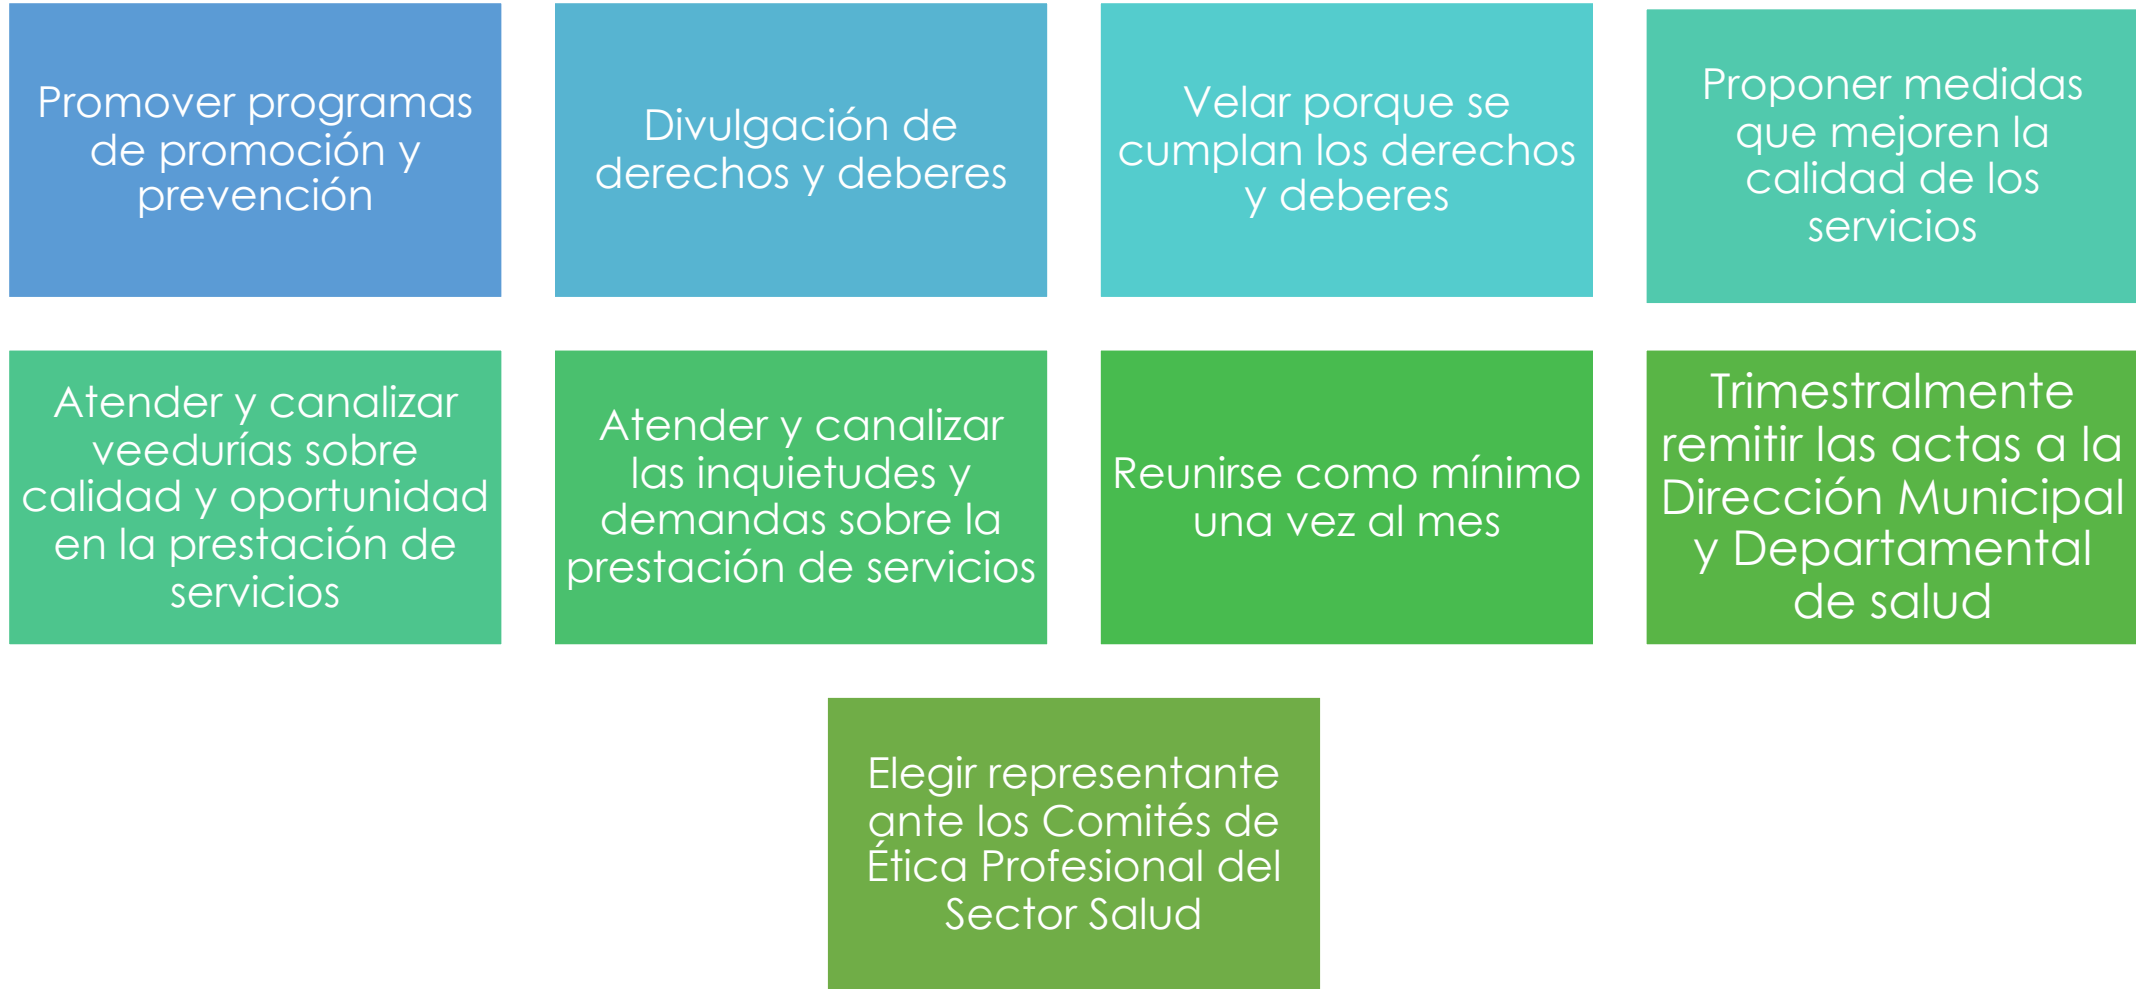 Promover programas
de promoción y
prevención
Divulgación de
derechos y deberes
Velar porque se
cumplan los derechos
y deberes
Proponer medidas
que mejoren la
calidad de los
servicios
Atender y canalizar
veedurías sobre
calidad y oportunidad
en la prestación de
servicios
Atender y canalizar
las inquietudes y
demandas sobre la
prestación de servicios
Reunirse como mínimo
una vez al mes
Trimestralmente
remitir las actas a la
Dirección Municipal
y Departamental
de salud
Elegir representante
ante los Comités de
Ética Profesional del
Sector Salud